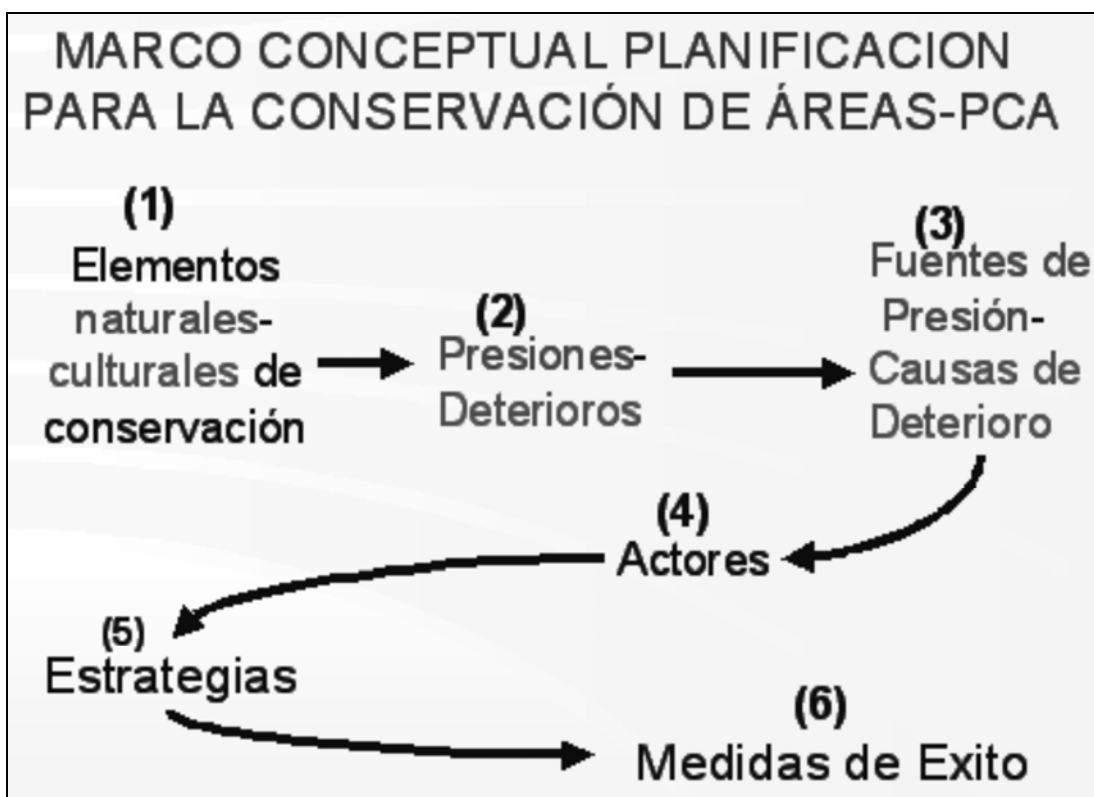 MARCO CONCEPTUAL PLANIFICACION
PARA LA CONSERVACIÓN DE ÁREAS-PCA
(1)
Elementos
naturales-
culturales de
conservación
(2)
Presiones-
Deterioros
(3)
Fuentes de
Presión-
Causas de
Deterioro
(4)
Actores
(5)
Estrategias
(6)
Medidas de Exito